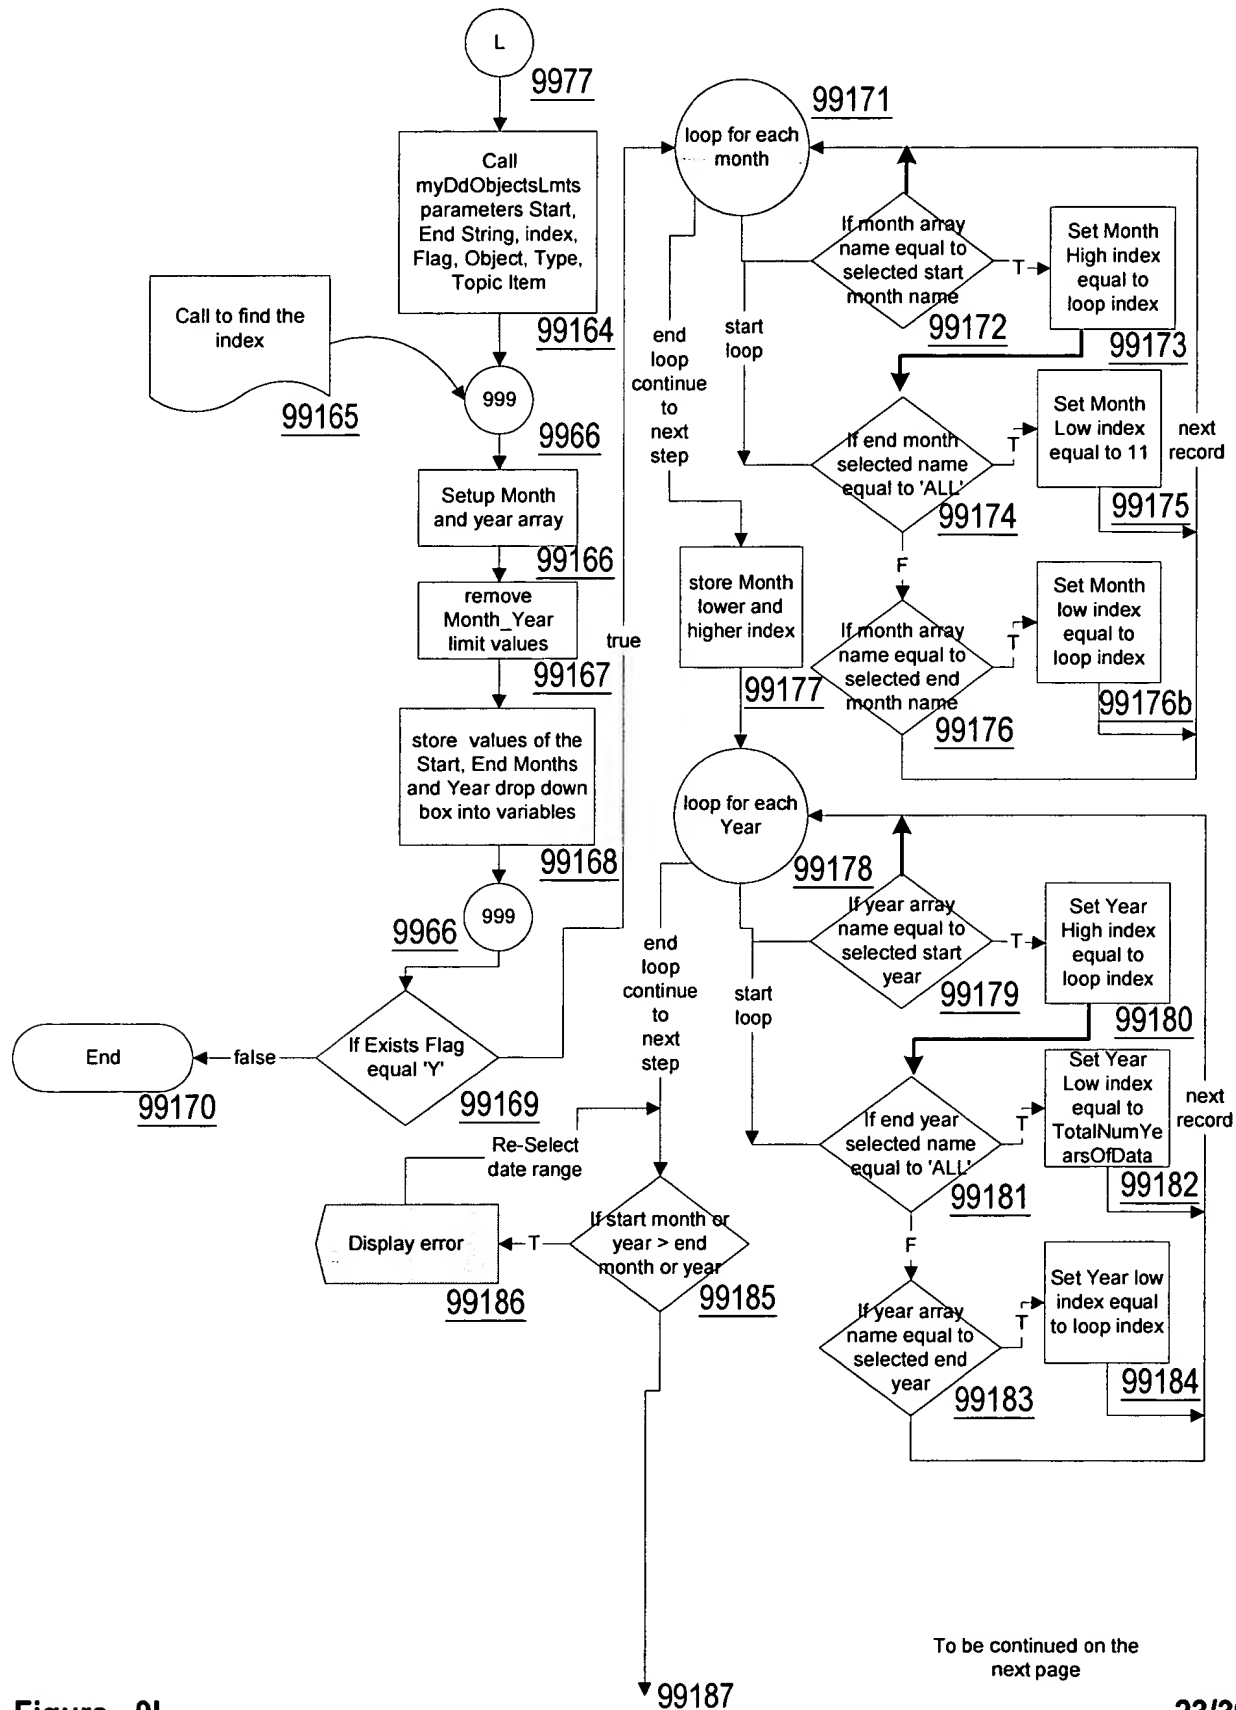 L
9977
Call
myDdObjectsLmts
parameters Start,
End String, index,
Flag, Object, Type,
Topic Item
99164
Call to find the
index
99165
999
9966
Setup Month
and year array
99166
remove
Month_Year
limit values
99167
store values of the
Start, End Months
and Year drop down
box into variables
99168
999
9966
If Exists Flag
equal 'Y'
99169
false
End
99170
true
loop for each
month
99171
end
loop
continue
to
next
step
start
loop
If month array
name equal to
selected start
month name
99172
T
Set Month
High index
equal to
loop index
99173
If end month
selected name
equal to 'ALL'
99174
T
Set Month
Low index
equal to 11
99175
next
record
F
If month array
name equal to
selected end
month name
99176
T
Set Month
low index
equal to
loop index
99176b
store Month
lower and
higher index
99177
loop for each
Year
99178
end
loop
continue
to
next
step
start
loop
If year array
name equal to
selected start
year
99179
T
Set Year
High index
equal to
loop index
99180
If end year
selected name
equal to 'ALL'
99181
T
Set Year
Low index
equal to
TotalNumYe
arsOfData
99182
next
record
F
If year array
name equal to
selected end
year
99183
T
Set Year low
index equal
to loop index
99184
If start month or
year > end
month or year
99185
T
Display error
99186
Re-Select
date range
99187
To be continued on the
next page